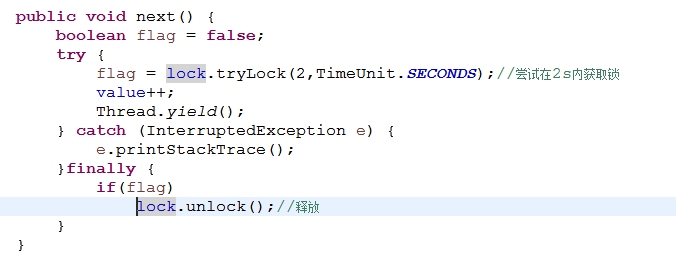 public void next() {
    boolean flag = false;
    try {
        flag = lock.tryLock(2,TimeUnit.SECONDS);//尝试在2s内获取锁
        value++;
        Thread.yield();
    } catch (InterruptedException e) {
        e.printStackTrace();
    }finally {
        if(flag)
            lock.unlock();//释放
    }
}